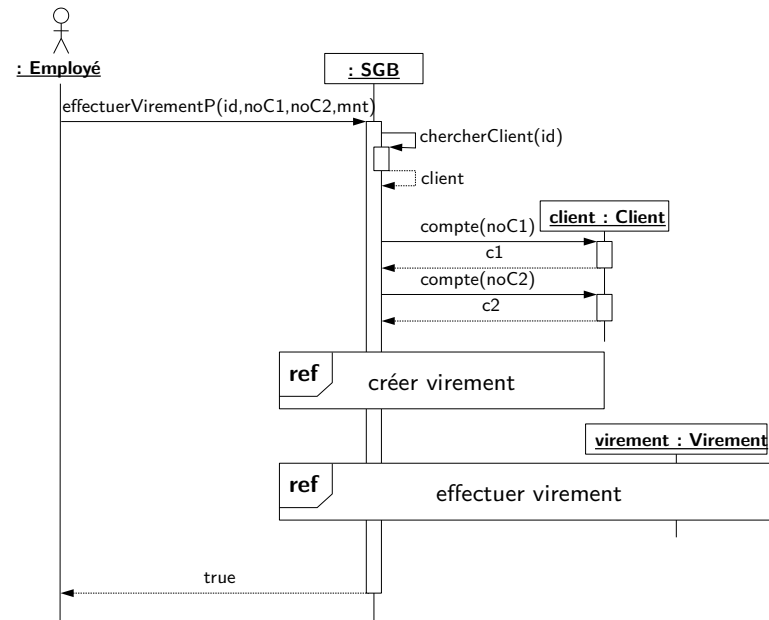 : Employé
: SGB
effectuerVirementP(id,noC1,noC2,mnt)
chercherClient(id)
client
client : Client
compte(noC1)
c1
compte(noC2)
c2
ref
créer virement
virement : Virement
ref
effectuer virement
true